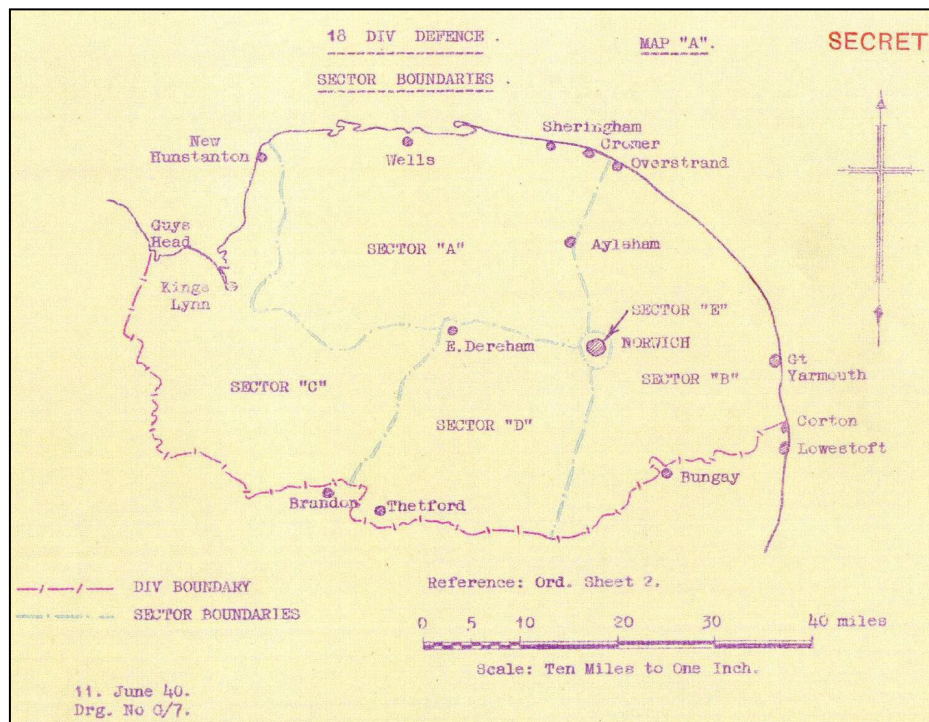 18 DIV DEFENCE .
MAP "A".
SECRET
SECTOR BOUNDARIES .
Sheringham
Cromer
Overstrand
New
Hunstanton
Wells
Guys
Head
SECTOR "A"
Aylsham
Kings
Lynn
SECTOR "E"
E.Dereham
NORWICH
SECTOR "C"
SECTOR "B"
Gt
Yarmouth
SECTOR "D"
Corton
Lowestoft
Bungay
Brandon
Thetford
DIV BOUNDARY
SECTOR BOUNDARIES
Reference: Ord. Sheet 2.
0 5 10 20 30 40 miles
Scale: Ten Miles to One Inch.
11. June 40.
Drg. No G/7.